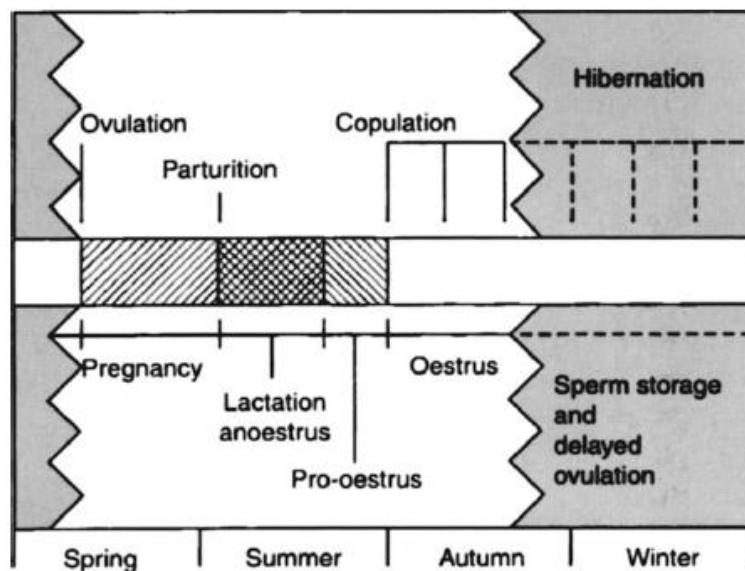 Hibernation
Ovulation
Copulation
Parturition
Pregnancy
Oestrus
Lactation
anoestrus
Sperm storage
and
delayed
ovulation
Pro-oestrus
Spring
Summer
Autumn
Winter